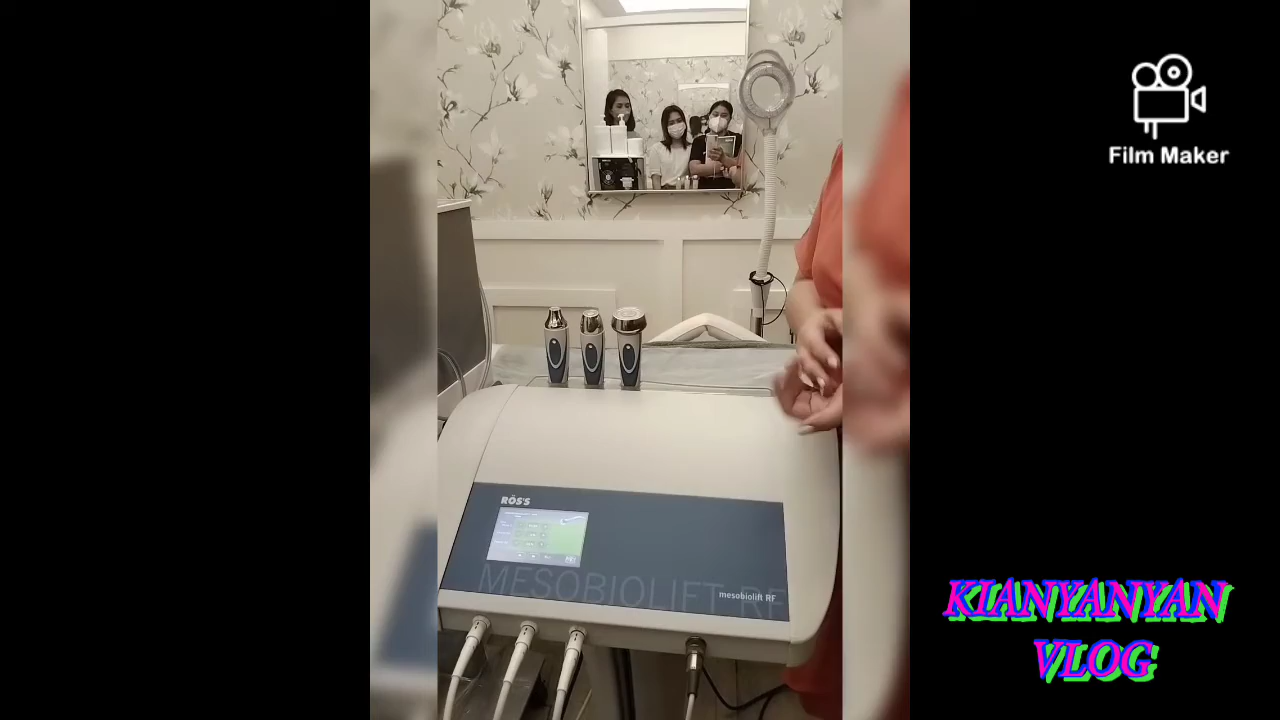 Film Maker
RÖS'S
MESOBIOLIFT RF
mesobiolift RF
KIANYANYAN
VLOG